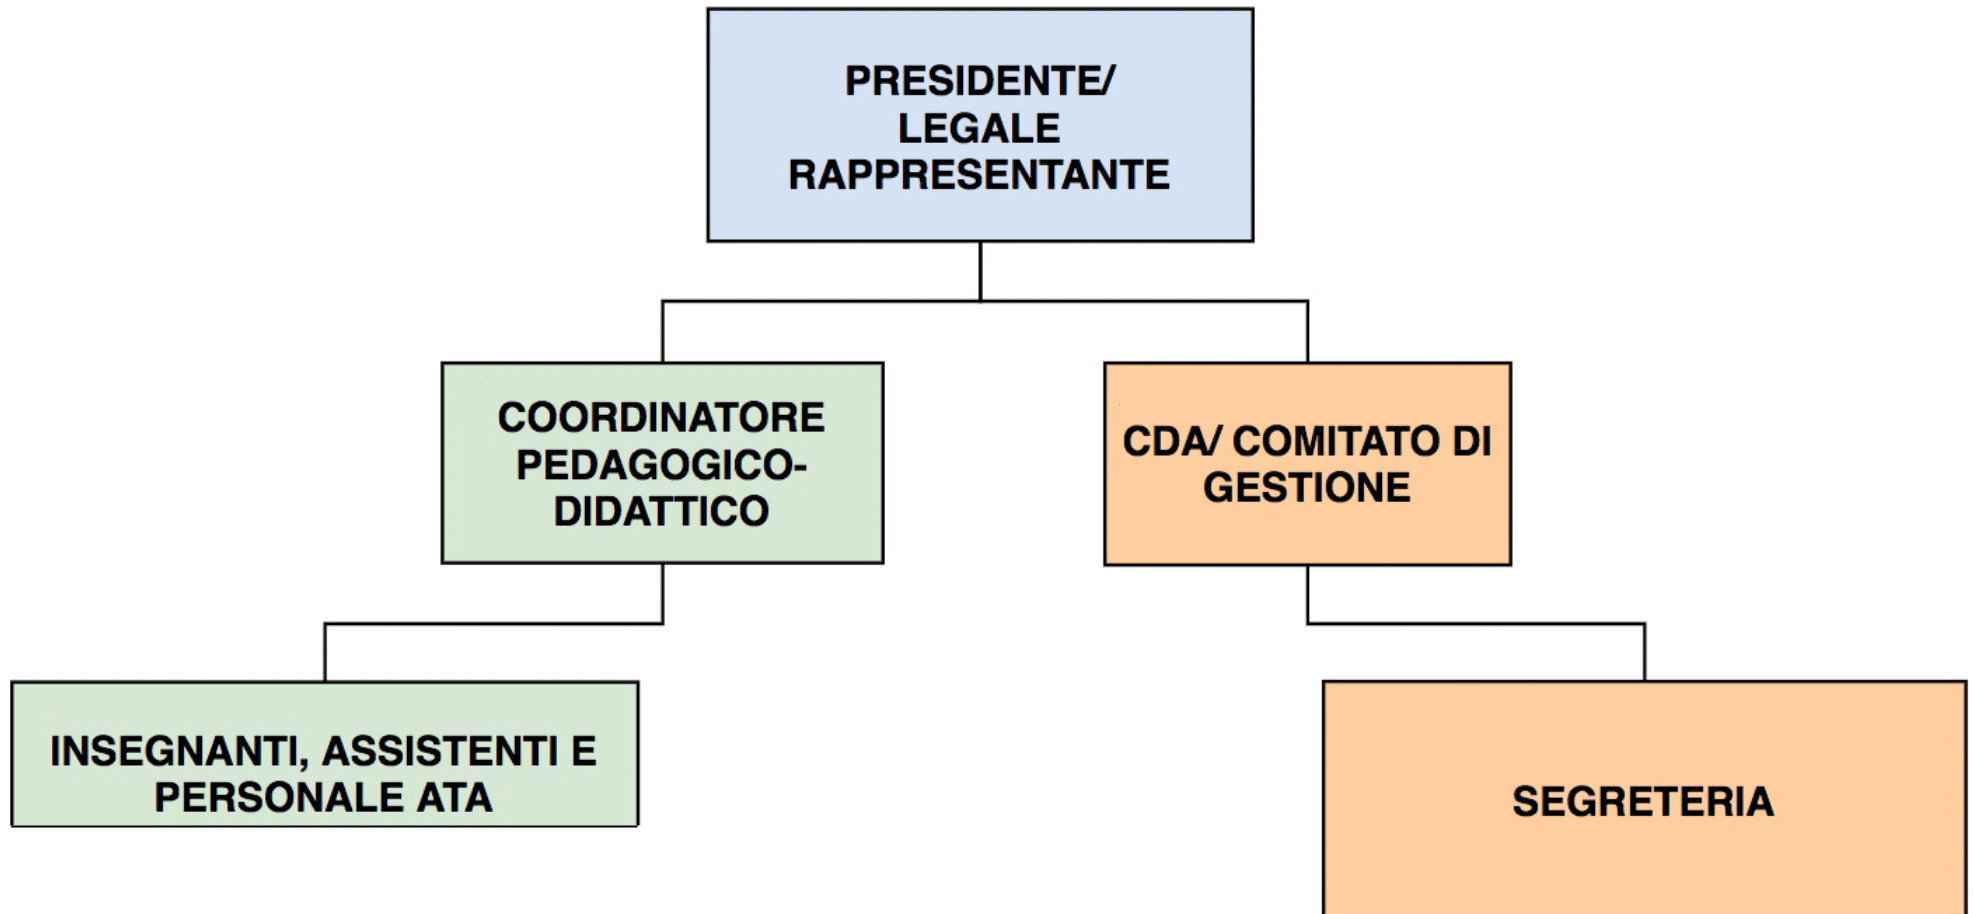 PRESIDENTE/
LEGALE
RAPPRESENTANTE
COORDINATORE
PEDAGOGICO-
DIDATTICO
CDA/ COMITATO DI
GESTIONE
INSEGNANTI, ASSISTENTI E
PERSONALE ATA
SEGRETERIA